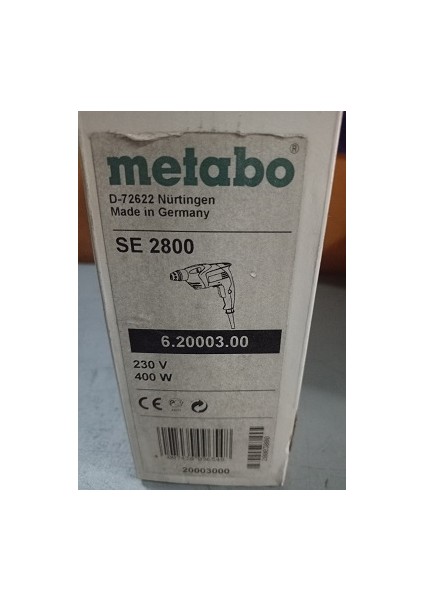 metabo®
D-72622 Nürtingen
Made in Germany
SE 2800
6.20003.00
230 V
400 W
CE
20003000